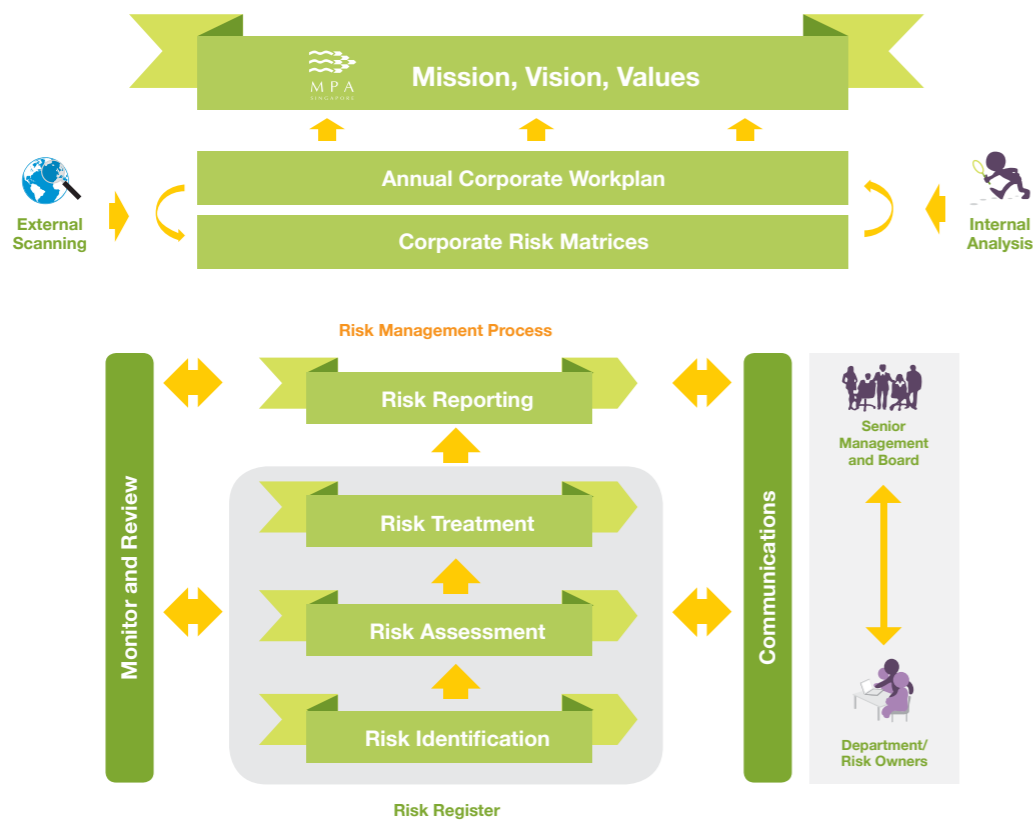 Mission, Vision, Values
MPA
SINGAPORE
Annual Corporate Workplan
External
Scanning
Corporate Risk Matrices
Internal
Analysis
Risk Management Process
Monitor and Review
Risk Reporting
Risk Treatment
Risk Assessment
Risk Identification
Risk Register
Communications
Senior
Management
and Board
Department/
Risk Owners